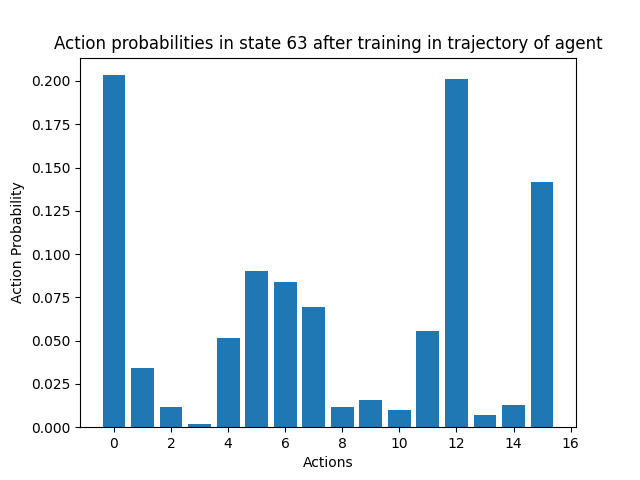 Action probabilities in state 63 after training in trajectory of agent
0.200
0.175
0.150
0.125
0.100
0.075
0.050
0.025
0.000
Action Probability
0 2 4 6 8 10 12 14 16
Actions